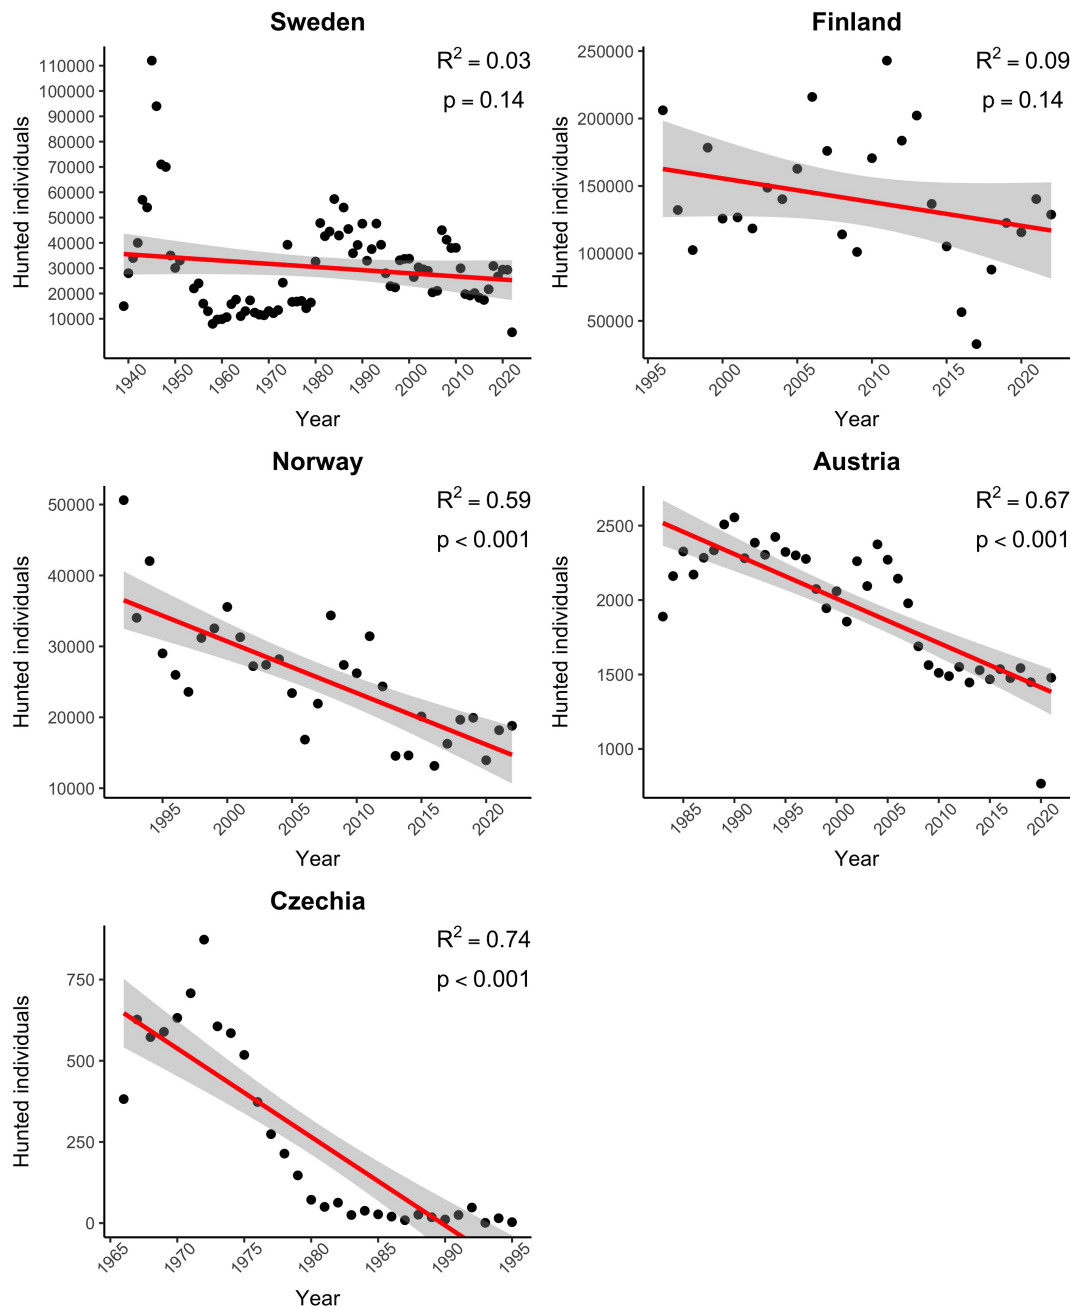 Sweden
R² = 0.03
p = 0.14
Hunted individuals
110000
100000
90000
80000
70000
60000
50000
40000
30000
20000
10000
1940 1950 1960 1970 1980 1990 2000 2010 2020
Year
Finland
R² = 0.09
p = 0.14
Hunted individuals
250000
200000
150000
100000
50000
1995 2000 2005 2010 2015 2020
Year
Norway
R² = 0.59
p < 0.001
Hunted individuals
50000
40000
30000
20000
10000
1995 2000 2005 2010 2015 2020
Year
Austria
R² = 0.67
p < 0.001
Hunted individuals
2500
2000
1500
1000
1985 1990 1995 2000 2005 2010 2015 2020
Year
Czechia
R² = 0.74
p < 0.001
Hunted individuals
750
500
250
0
1965 1970 1975 1980 1985 1990 1995
Year